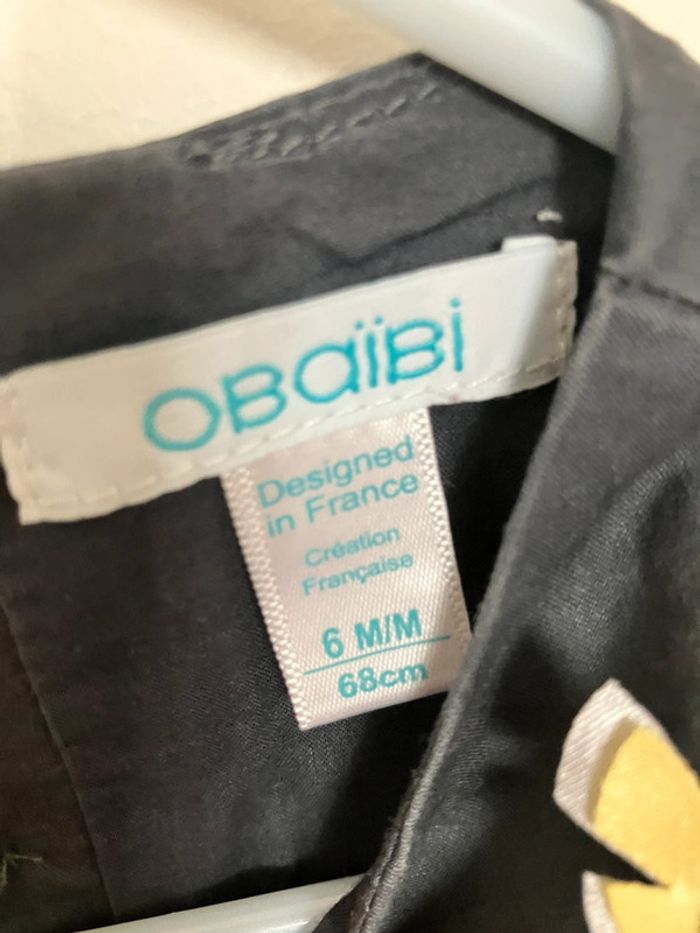 OBaïBi
Designed
in France
Création
Française
6 M/M
68cm